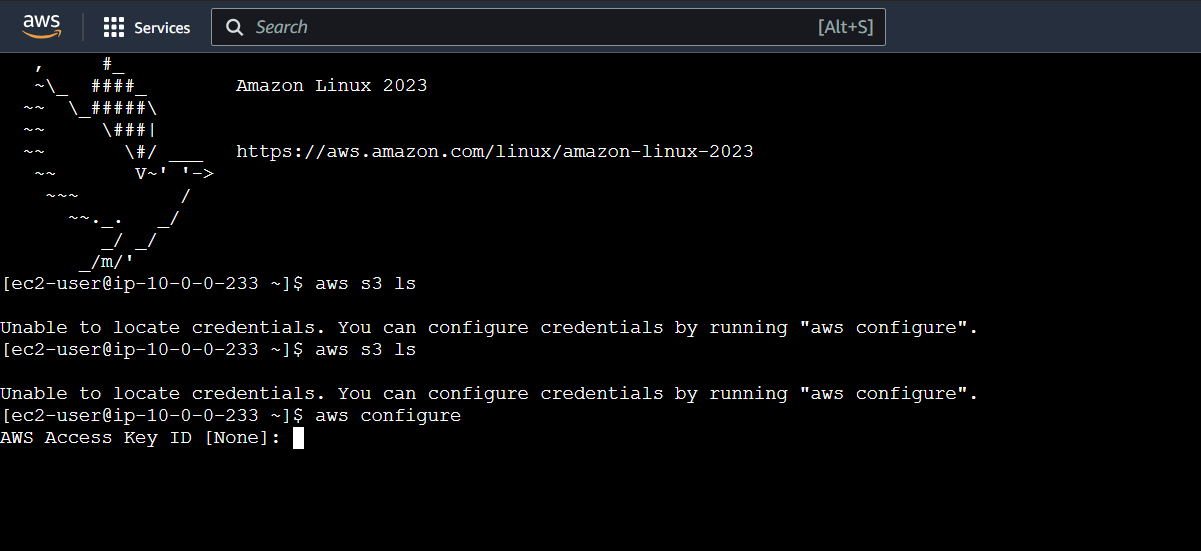 aws Services Search [Alt+S]
   ,     #_
   ~\_  ####_        Amazon Linux 2023
  ~~  \_#####\
  ~~     \###|
  ~~       \#/ ___   https://aws.amazon.com/linux/amazon-linux-2023
   ~~       V~' '->
    ~~~         /
      ~~._.   _/
         _/ _/
       _/m/'
[ec2-user@ip-10-0-0-233 ~]$ aws s3 ls
Unable to locate credentials. You can configure credentials by running "aws configure".
[ec2-user@ip-10-0-0-233 ~]$ aws s3 ls
Unable to locate credentials. You can configure credentials by running "aws configure".
[ec2-user@ip-10-0-0-233 ~]$ aws configure
AWS Access Key ID [None]: